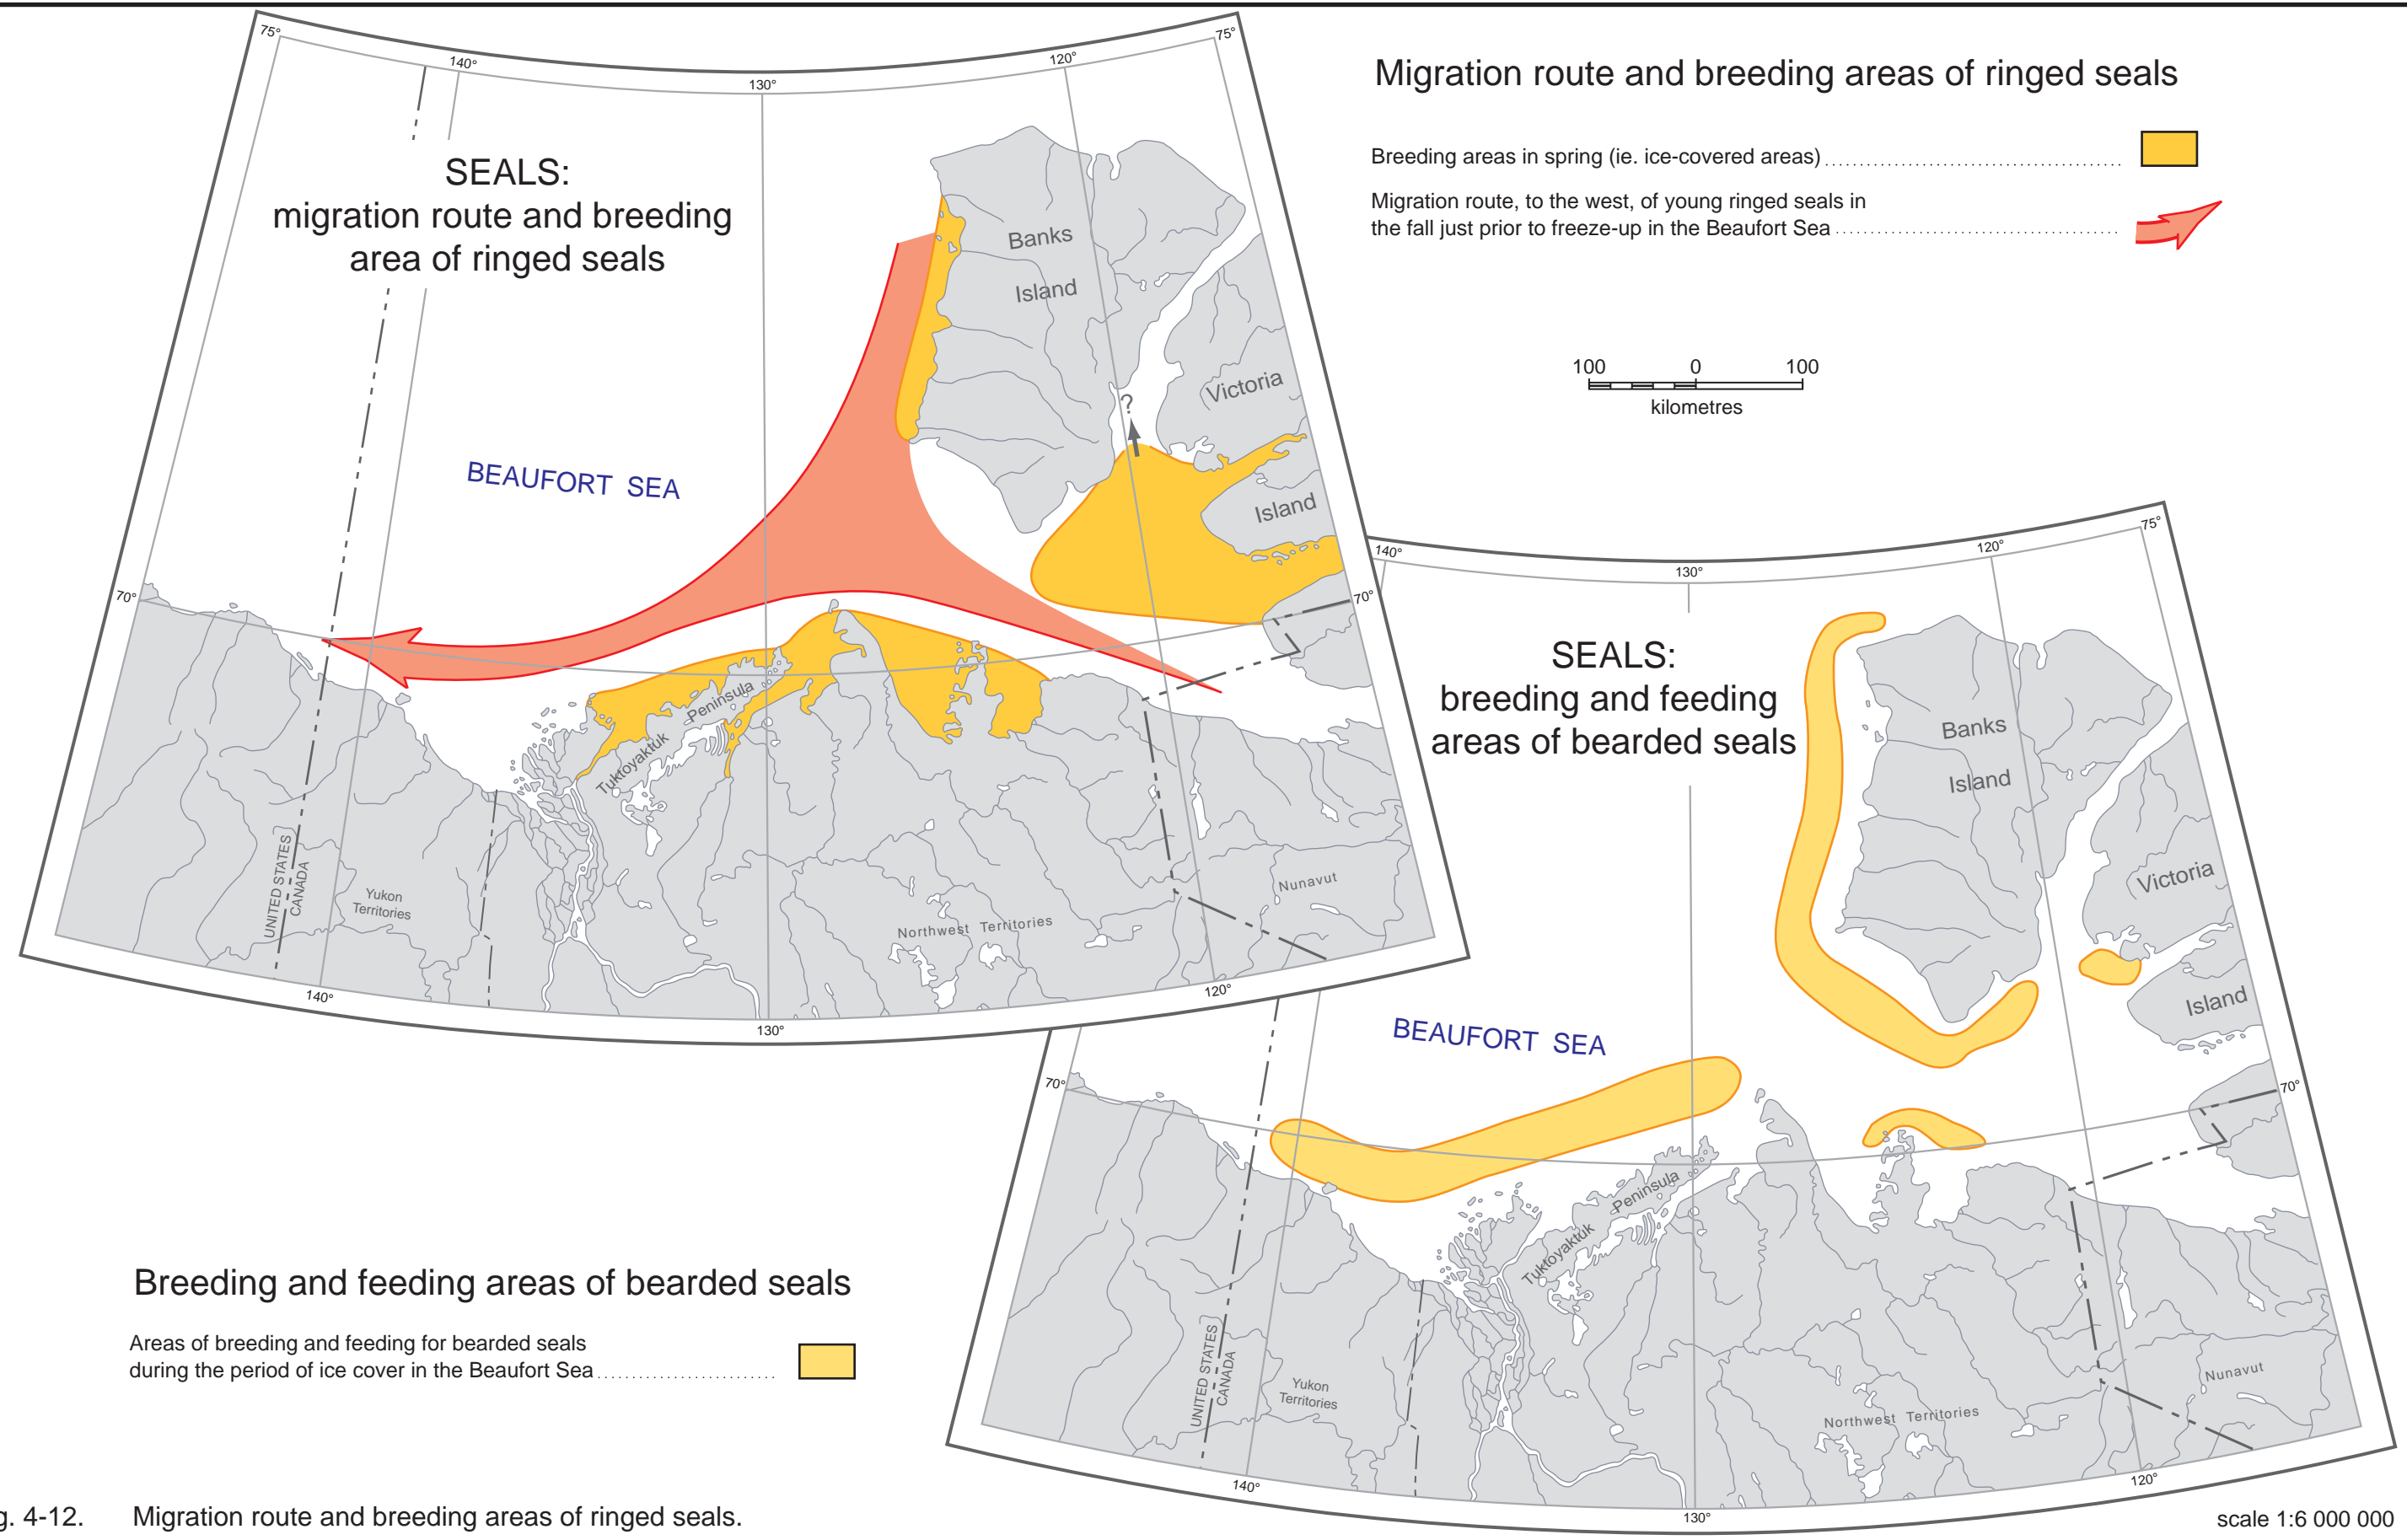 75°
140°
130°
120°
75°
SEALS:
migration route and breeding
area of ringed seals
Banks
Island
Victoria
?
Island
BEAUFORT SEA
70°
70°
Peninsula
Tuktoyaktuk
UNITED STATES
CANADA
Yukon
Territories
Northwest Territories
Nunavut
140°
130°
120°
Migration route and breeding areas of ringed seals
Breeding areas in spring (ie. ice-covered areas)
Migration route, to the west, of young ringed seals in
the fall just prior to freeze-up in the Beaufort Sea
100 0 100
kilometres
140°
130°
120°
75°
SEALS:
breeding and feeding
areas of bearded seals
Banks
Island
Victoria
Island
BEAUFORT SEA
70°
70°
Peninsula
Tuktoyaktuk
UNITED STATES
CANADA
Yukon
Territories
Northwest Territories
Nunavut
140°
130°
120°
Breeding and feeding areas of bearded seals
Areas of breeding and feeding for bearded seals
during the period of ice cover in the Beaufort Sea
g. 4-12. Migration route and breeding areas of ringed seals.
scale 1:6 000 000